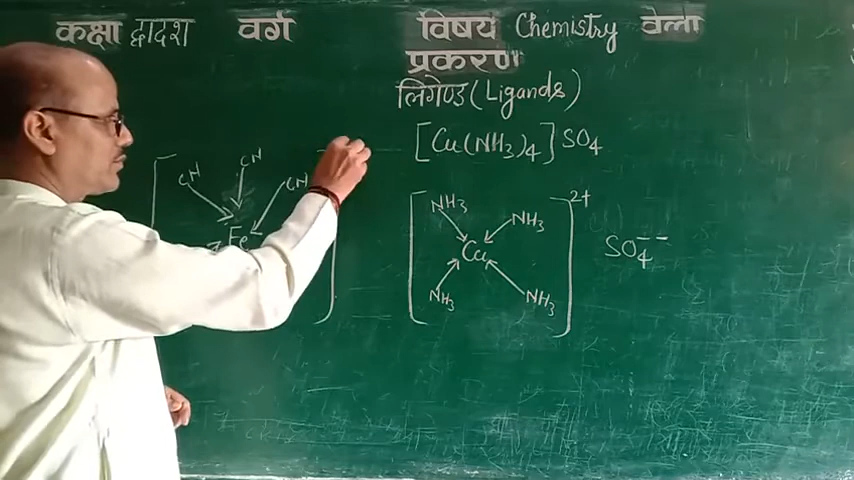 कक्षा द्वादश वर्ग विषय Chemistry वेला
प्रकरण
लिगेण्ड (Ligands)
[Cu(NH₃)₄]SO₄
CN CN CN
Fe
[NH₃ NH₃ ]²⁺
Cu SO₄⁻⁻
NH₃ NH₃